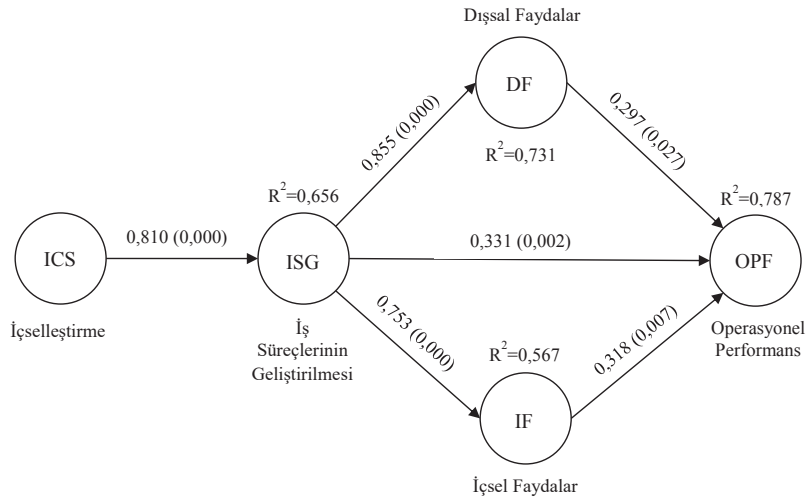 Dışsal Faydalar
DF
R²=0,731
0,855 (0,000)
0,297 (0,027)
R²=0,656
R²=0,787
ICS
0,810 (0,000)
ISG
0,331 (0,002)
OPF
İçselleştirme
İş
Süreçlerinin
Geliştirilmesi
0,753 (0,000)
R²=0,567
0,318 (0,007)
Operasyonel
Performans
IF
İçsel Faydalar